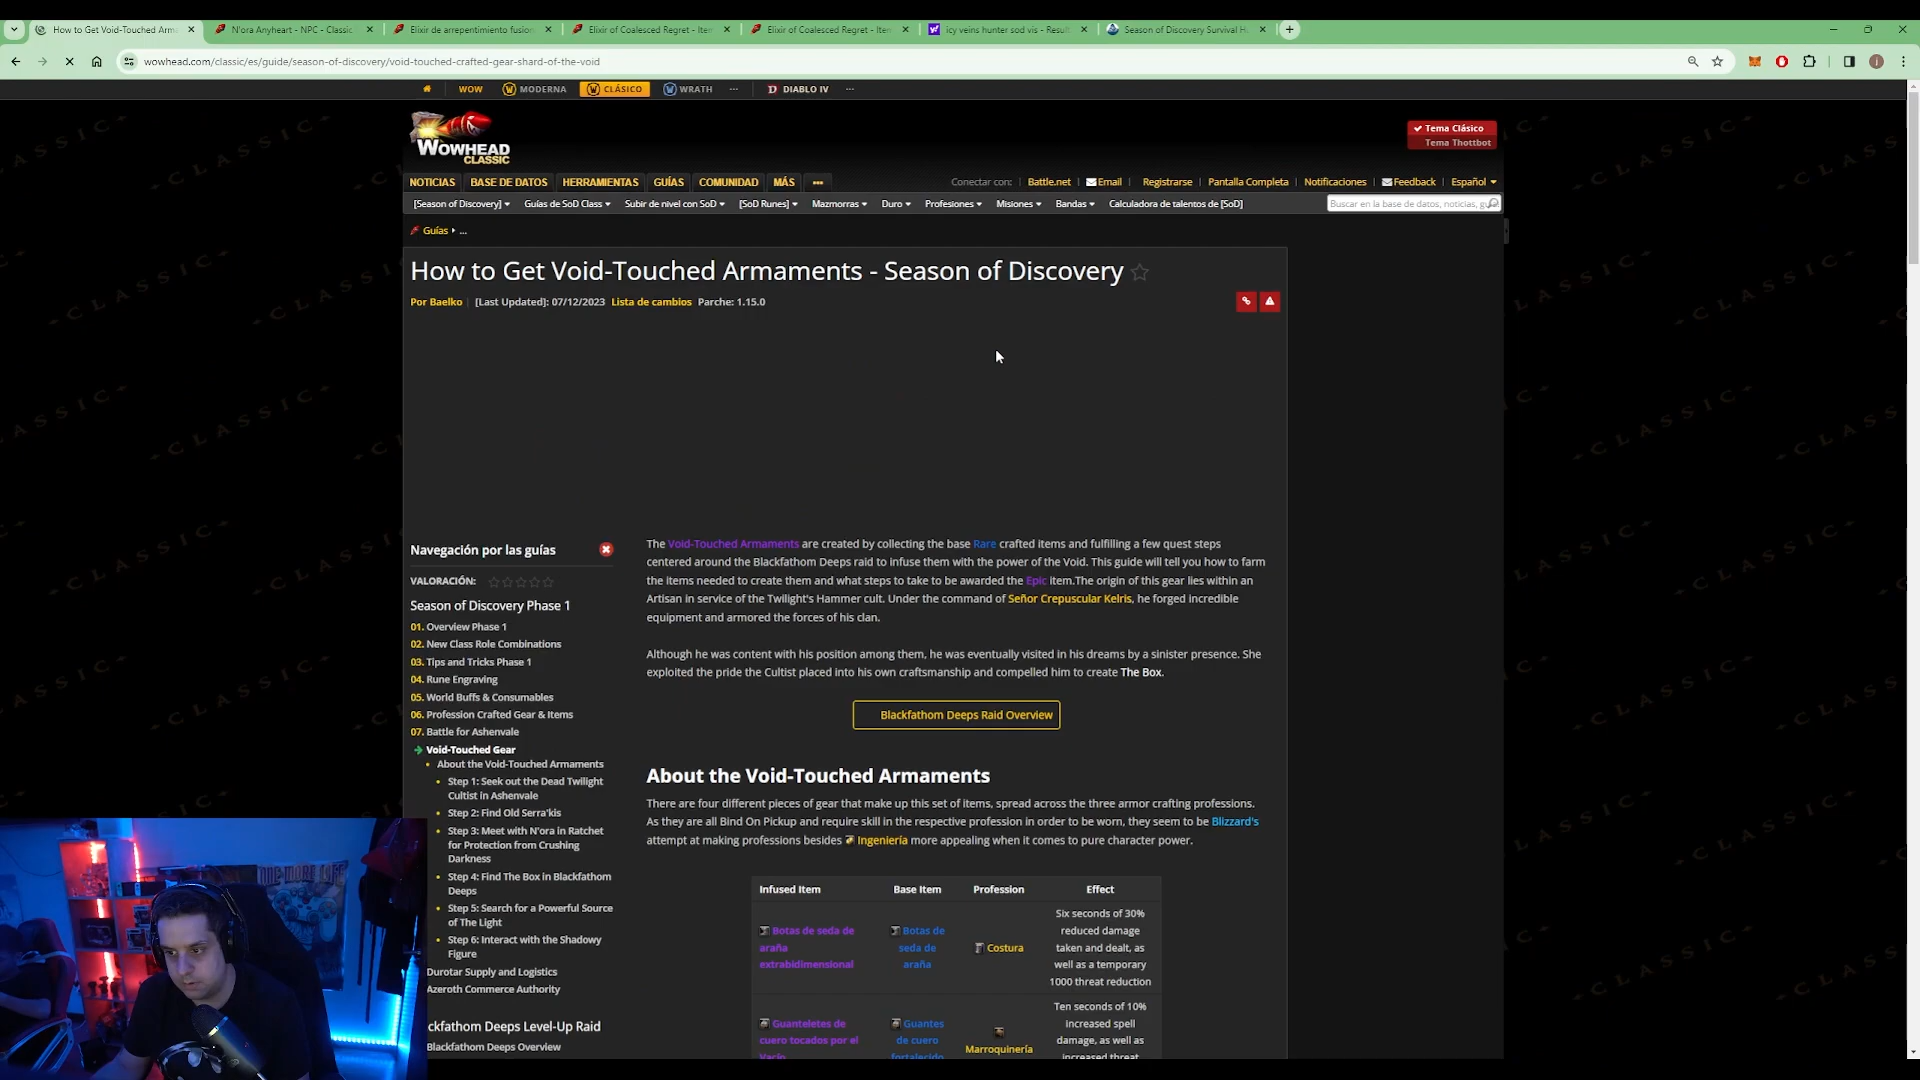 How to Get Void-Touched Arma
N'ora Anyheart - NPC - Classic
Elixir de arrepentimiento fusion
Elixir of Coalesced Regret - Item
Elixir of Coalesced Regret - Item
icy veins hunter sod vis - Result
Season of Discovery Survival H
wowhead.com/classic/es/guide/season-of-discovery/void-touched-crafted-gear-shard-of-the-void
WOW MODERNA CLÁSICO WRATH ... DIABLO IV ...
WOWHEAD
CLASSIC
Tema Clásico
Tema Thottbot
NOTICIAS BASE DE DATOS HERRAMIENTAS GUÍAS COMUNIDAD MÁS ...
Conectar con: Battle.net Email | Registrarse | Pantalla Completa | Notificaciones | Feedback | Español
[Season of Discovery] Guías de SoD Class Subir de nivel con SoD [SoD Runes] Mazmorras Duro Profesiones Misiones Bandas Calculadora de talentos de [SoD]
Buscar en la base de datos, noticias, guía
Guías ...
How to Get Void-Touched Armaments - Season of Discovery
Por Baelko | [Last Updated]: 07/12/2023 Lista de cambios Parche: 1.15.0
Navegación por las guías
VALORACIÓN:
Season of Discovery Phase 1
01. Overview Phase 1
02. New Class Role Combinations
03. Tips and Tricks Phase 1
04. Rune Engraving
05. World Buffs & Consumables
06. Profession Crafted Gear & Items
07. Battle for Ashenvale
Void-Touched Gear
About the Void-Touched Armaments
Step 1: Seek out the Dead Twilight
Cultist in Ashenvale
Step 2: Find Old Serra'kis
Step 3: Meet with N'ora in Ratchet
for Protection from Crushing
Darkness
Step 4: Find The Box in Blackfathom
Deeps
Step 5: Search for a Powerful Source
of The Light
Step 6: Interact with the Shadowy
Figure
Durotar Supply and Logistics
Azeroth Commerce Authority
ckfathom Deeps Level-Up Raid
Blackfathom Deeps Overview
The Void-Touched Armaments are created by collecting the base Rare crafted items and fulfilling a few quest steps
centered around the Blackfathom Deeps raid to infuse them with the power of the Void. This guide will tell you how to farm
the items needed to create them and what steps to take to be awarded the Epic item.The origin of this gear lies within an
Artisan in service of the Twilight's Hammer cult. Under the command of Señor Crepuscular Kelris, he forged incredible
equipment and armored the forces of his clan.
Although he was content with his position among them, he was eventually visited in his dreams by a sinister presence. She
exploited the pride the Cultist placed into his own craftsmanship and compelled him to create The Box.
Blackfathom Deeps Raid Overview
About the Void-Touched Armaments
There are four different pieces of gear that make up this set of items, spread across the three armor crafting professions.
As they are all Bind On Pickup and require skill in the respective profession in order to be worn, they seem to be Blizzard's
attempt at making professions besides Ingeniería more appealing when it comes to pure character power.
Infused Item Base Item Profession Effect
Botas de seda de
araña
extrabidimensional
Botas de
seda de
araña
Costura
Six seconds of 30%
reduced damage
taken and dealt, as
well as a temporary
1000 threat reduction
Guanteletes de
cuero tocados por el
Vacío
Guantes
de cuero
fortalecido
Marroquinería
Ten seconds of 10%
increased spell
damage, as well as
increased threat